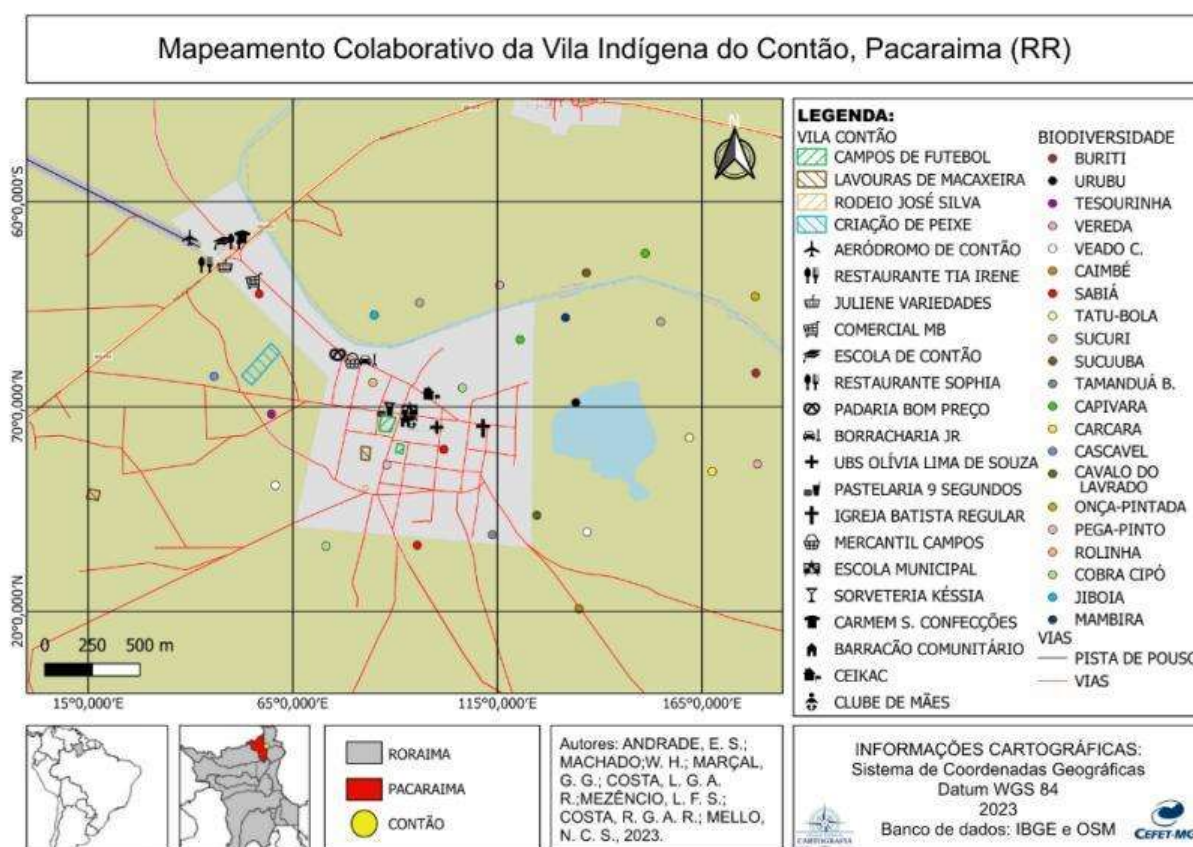 Mapeamento Colaborativo da Vila Indígena do Contão, Pacaraima (RR)
60°0,000'S
70°0,000'N
20°0,000'N
N
0 250 500 m
15°0,000'E
65°0,000'E
115°0,000'E
165°0,000'E
LEGENDA:
VILA CONTÃO
CAMPOS DE FUTEBOL
LAVOURAS DE MACAXEIRA
RODEIO JOSÉ SILVA
CRIAÇÃO DE PEIXE
AERÓDROMO DE CONTÃO
RESTAURANTE TIA IRENE
JULIENE VARIEDADES
COMERCIAL MB
ESCOLA DE CONTÃO
RESTAURANTE SOPHIA
PADARIA BOM PREÇO
BORRACHARIA JR
UBS OLÍVIA LIMA DE SOUZA
PASTELARIA 9 SEGUNDOS
IGREJA BATISTA REGULAR
MERCANTIL CAMPOS
ESCOLA MUNICIPAL
SORVETERIA KÉSSIA
CARMEM S. CONFECÇÕES
BARRACÃO COMUNITÁRIO
CEIKAC
CLUBE DE MÃES
BIODIVERSIDADE
BURITI
URUBU
TESOURINHA
VEREDA
VEADO C.
CAIMBÉ
SABIÁ
TATU-BOLA
SUCURI
SUCUUBA
TAMANDUÁ B.
CAPIVARA
CARCARA
CASCAVEL
CAVALO DO
LAVRADO
ONÇA-PINTADA
PEGA-PINTO
ROLINHA
COBRA CIPÓ
JIBOIA
MAMBIRA
VIAS
PISTA DE POUSO
VIAS
RORAIMA
PACARAIMA
CONTÃO
Autores: ANDRADE, E. S.;
MACHADO;W. H.; MARÇAL,
G. G.; COSTA, L. G. A.
R.;MEZÊNCIO, L. F. S.;
COSTA, R. G. A. R.; MELLO,
N. C. S., 2023.
INFORMAÇÕES CARTOGRÁFICAS:
Sistema de Coordenadas Geográficas
Datum WGS 84
2023
Banco de dados: IBGE e OSM
CARTOGRAFIA
CEFET-MG